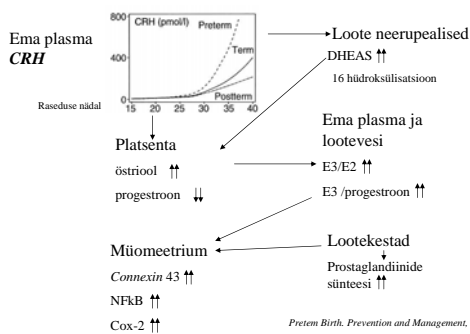 Ema plasma
CRH
CRH (pmol/l)
800
400
0
Preterm
Term
Postterm
15 20 25 30 35 40
Raseduse nädal
Loote neerupealised
DHEAS ↑↑
16 hüdroksülisatsioon
Platsenta
östriool ↑↑
progestroon ↓↓
Ema plasma ja
lootevesi
E3/E2 ↑↑
E3 /progestroon ↑↑
Müomeetrium
Connexin 43 ↑↑
NFkB ↑↑
Cox-2 ↑↑
Lootekestad
Prostaglandiinide
sünteesi ↑↑
Pretem Birth. Prevention and Management,